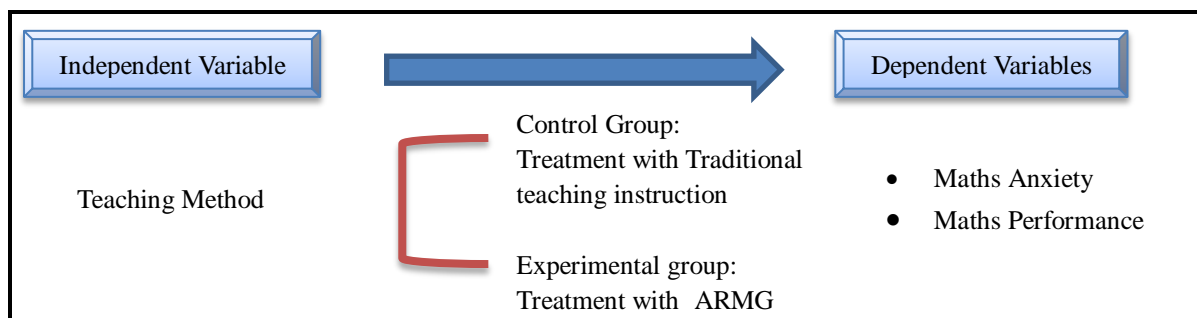 Independent Variable
Dependent Variables
Teaching Method
Control Group:
Treatment with Traditional
teaching instruction
Experimental group:
Treatment with ARMG
• Maths Anxiety
• Maths Performance